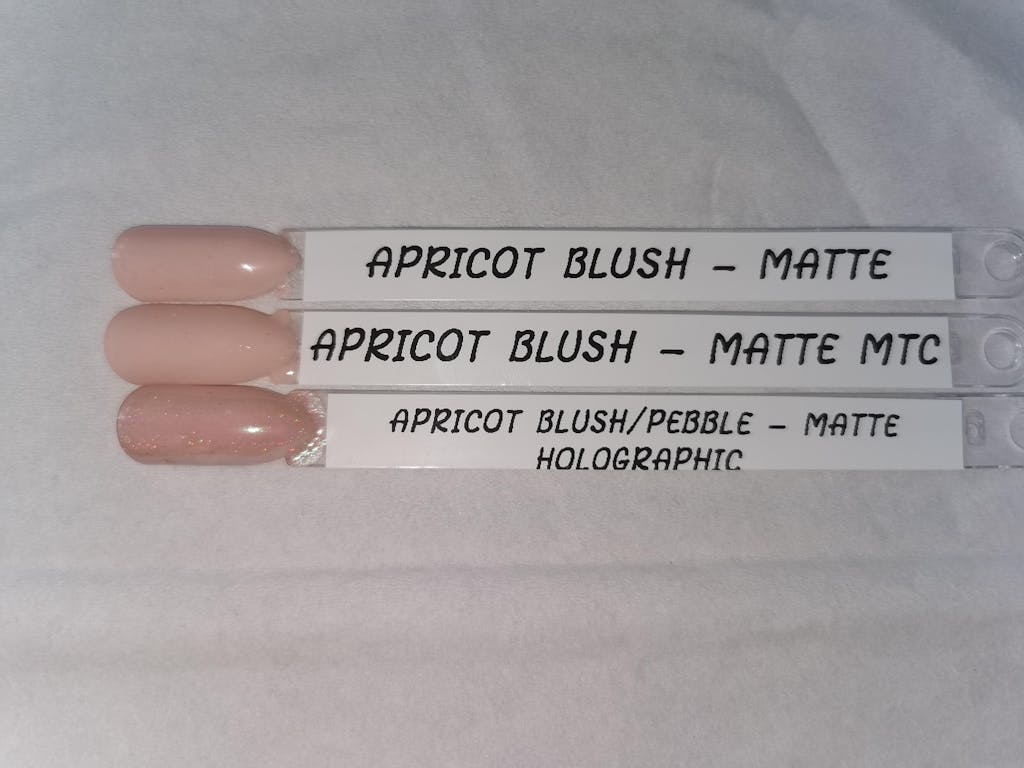 APRICOT BLUSH – MATTE
APRICOT BLUSH – MATTE MTC
APRICOT BLUSH/PEBBLE – MATTE
HOLOGRAPHIC